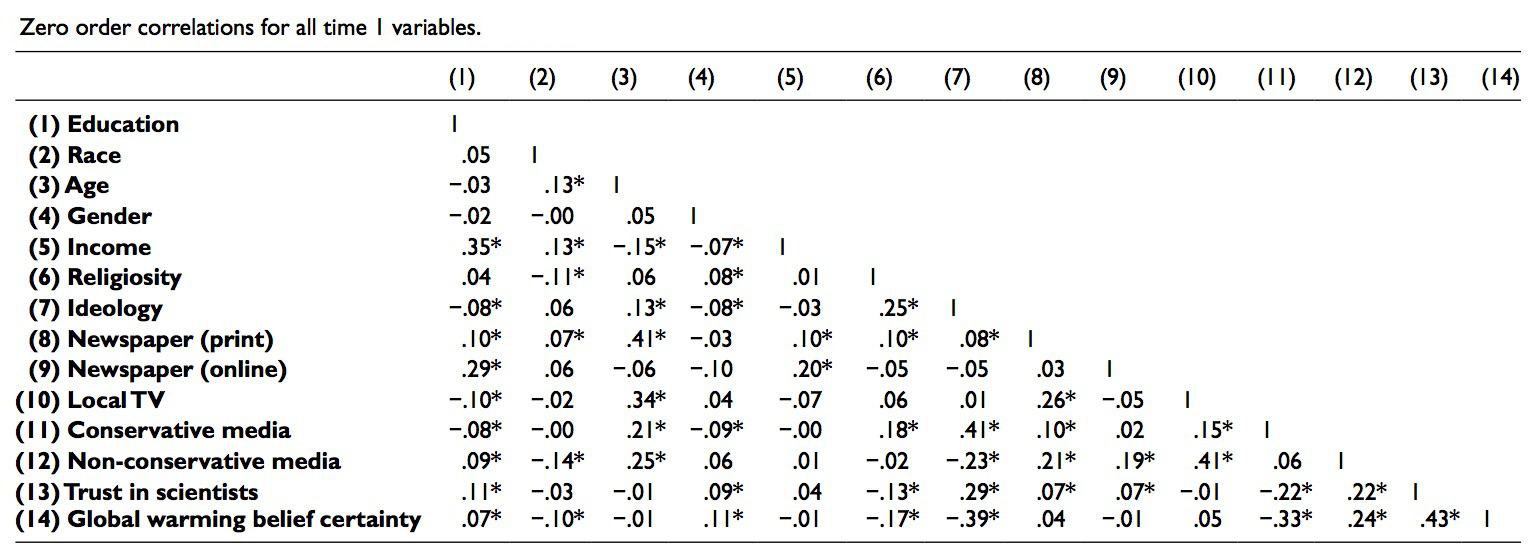 Zero order correlations for all time 1 variables.
(1) (2) (3) (4) (5) (6) (7) (8) (9) (10) (11) (12) (13) (14)
(1) Education 1
(2) Race .05 1
(3) Age −.03 .13* 1
(4) Gender −.02 −.00 .05 1
(5) Income .35* .13* −.15* −.07* 1
(6) Religiosity .04 −.11* .06 .08* .01 1
(7) Ideology −.08* .06 .13* −.08* −.03 .25* 1
(8) Newspaper (print) .10* .07* .41* −.03 .10* .10* .08* 1
(9) Newspaper (online) .29* .06 −.06 −.10 .20* −.05 −.05 .03 1
(10) Local TV −.10* −.02 .34* .04 −.07 .06 .01 .26* −.05 1
(11) Conservative media −.08* −.00 .21* −.09* −.00 .18* .41* .10* .02 .15* 1
(12) Non-conservative media .09* −.14* .25* .06 .01 −.02 −.23* .21* .19* .41* .06 1
(13) Trust in scientists .11* −.03 −.01 .09* .04 −.13* .29* .07* .07* −.01 −.22* .22* 1
(14) Global warming belief certainty .07* −.10* −.01 .11* −.01 −.17* −.39* .04 −.01 .05 −.33* .24* .43* 1